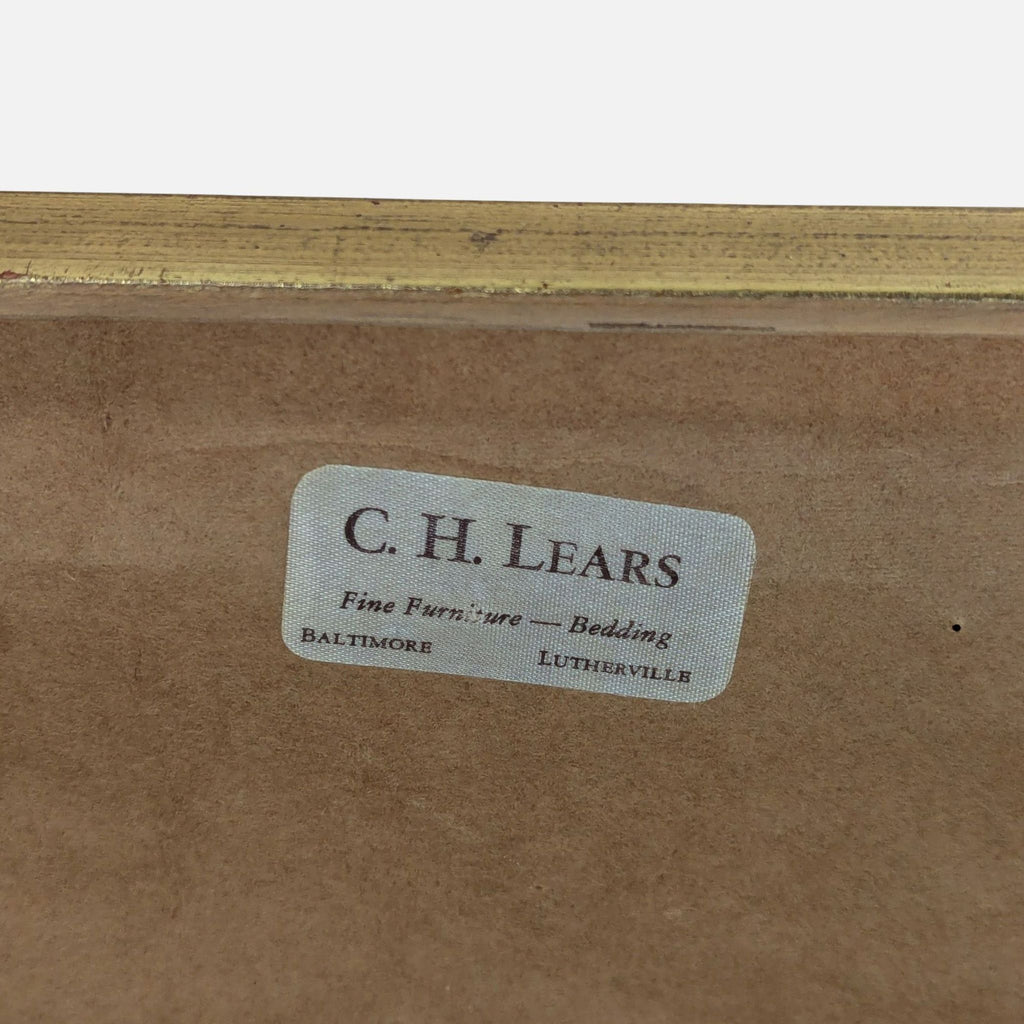 C. H. LEARS
Fine Furniture — Bedding
BALTIMORE LUTHERVILLE